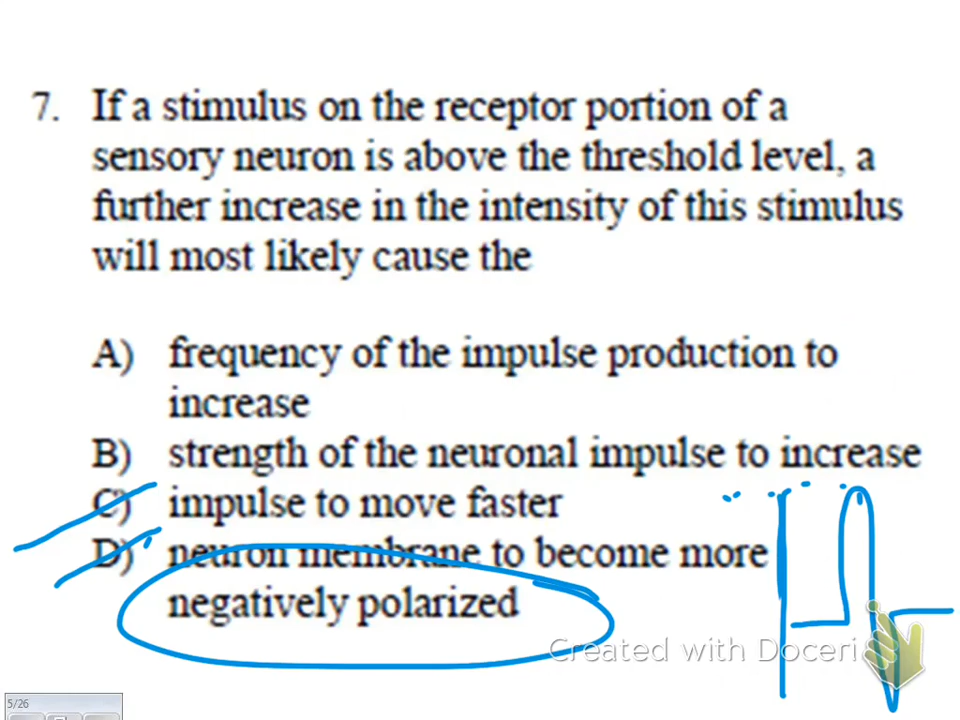 7. If a stimulus on the receptor portion of a
sensory neuron is above the threshold level, a
further increase in the intensity of this stimulus
will most likely cause the
A) frequency of the impulse production to
increase
B) strength of the neuronal impulse to increase
C) impulse to move faster
D) neuron membrane to become more
negatively polarized
Created with Doceri
5/26